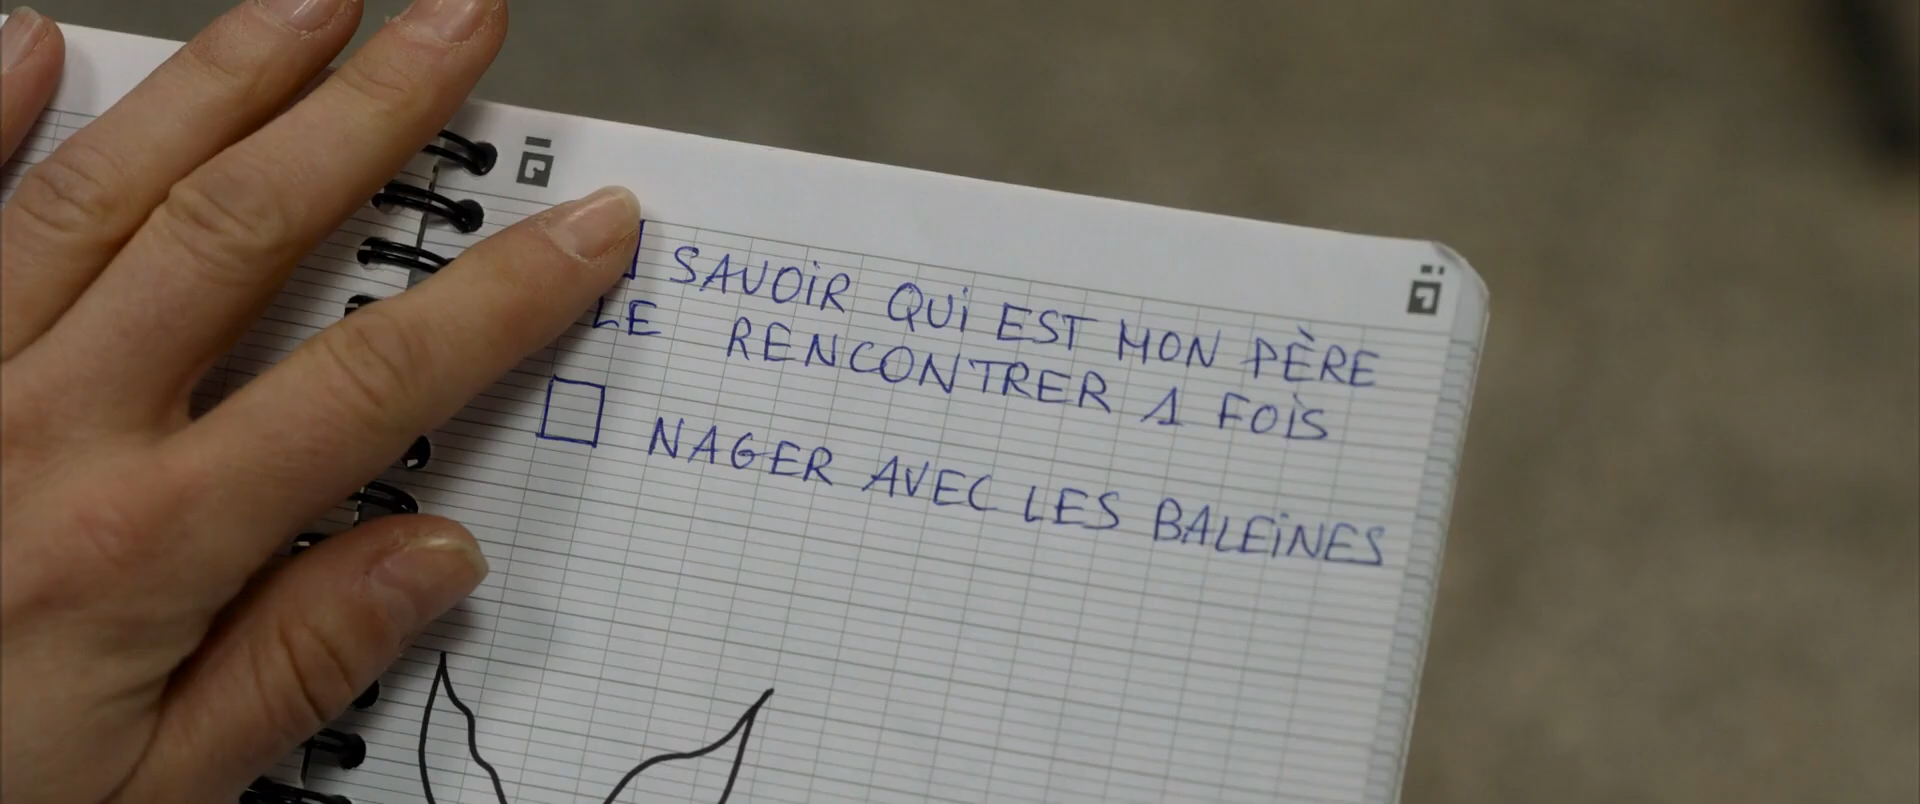 SAVOIR QUI EST MON PÈRE
LE RENCONTRER 1 FOIS
NAGER AVEC LES BALEINES